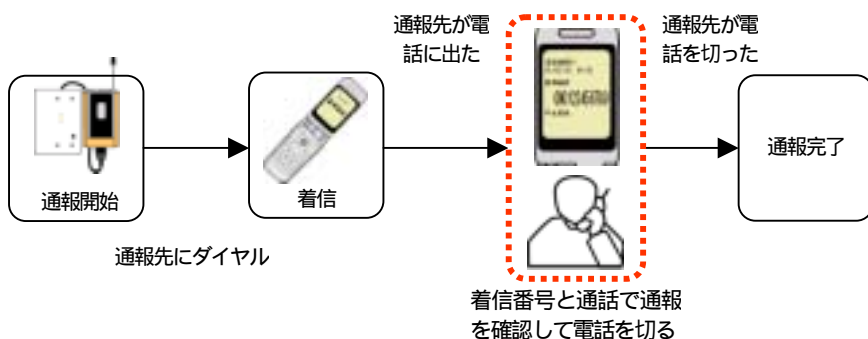 通報先が電
話に出た
通報先が電
話を切った
通報開始
着信
通報完了
通報先にダイヤル
着信番号と通話で通報
を確認して電話を切る